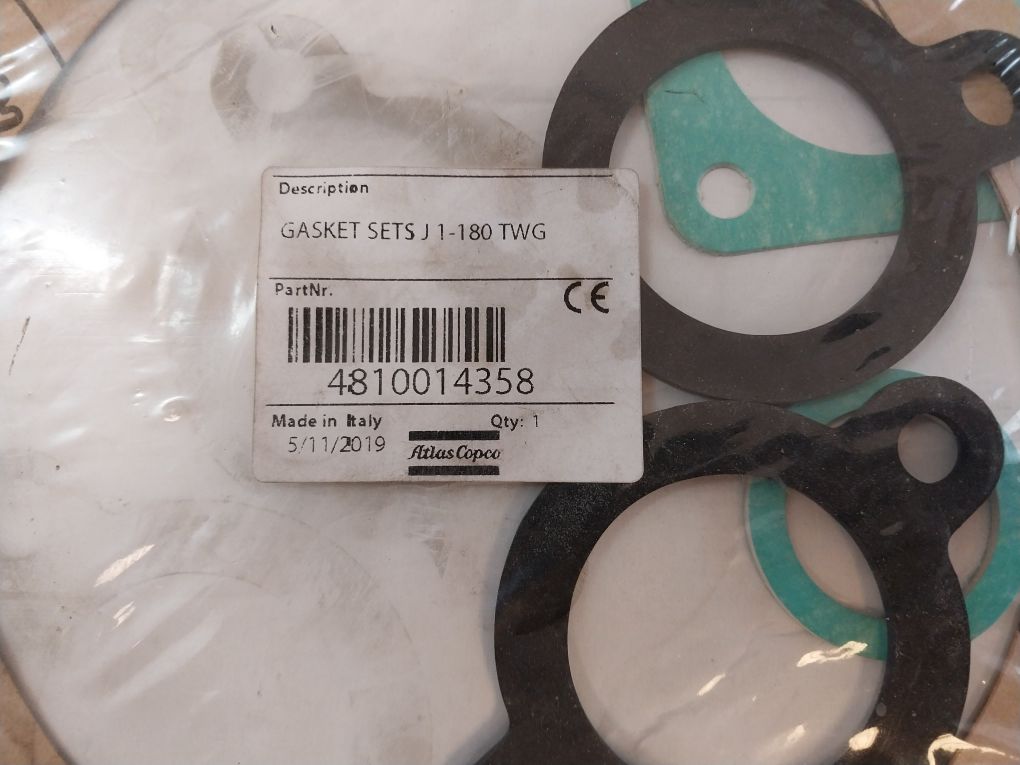 Description
GASKET SETS J 1-180 TWG
PartNr.
CE
4810014358
Made in Italy Qty: 1
5/11/2019
Atlas Copco